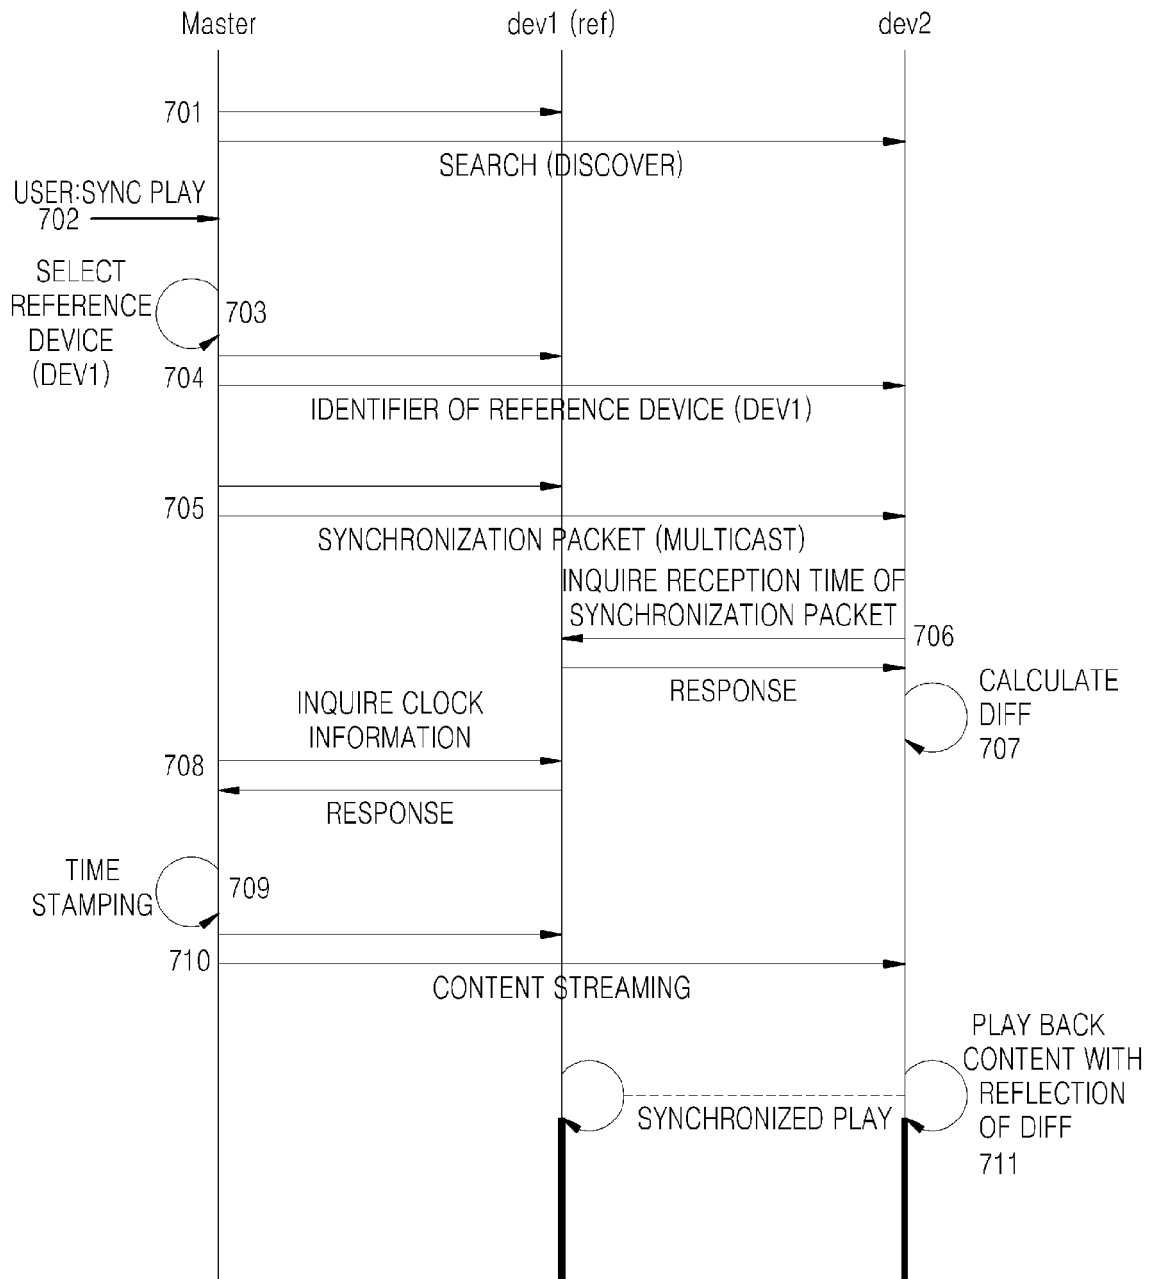 Master
dev1 (ref)
dev2
701
SEARCH (DISCOVER)
USER:SYNC PLAY
702
SELECT
REFERENCE
DEVICE
(DEV1)
703
704
IDENTIFIER OF REFERENCE DEVICE (DEV1)
705
SYNCHRONIZATION PACKET (MULTICAST)
INQUIRE RECEPTION TIME OF
SYNCHRONIZATION PACKET
706
RESPONSE
CALCULATE
DIFF
707
INQUIRE CLOCK
INFORMATION
708
RESPONSE
TIME
STAMPING
709
710
CONTENT STREAMING
PLAY BACK
CONTENT WITH
REFLECTION
OF DIFF
711
SYNCHRONIZED PLAY